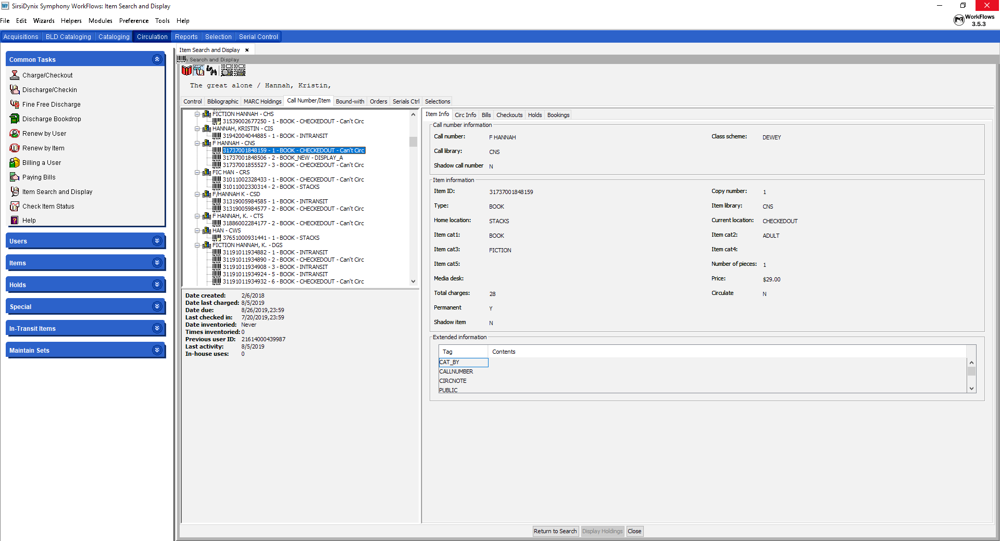 SirsiDynix Symphony WorkFlows: Item Search and Display
File Edit Wizards Helpers Modules Preference Tools Help
WorkFlows
3.5.3
Acquisitions BLD Cataloging Cataloging Circulation Reports Selection Serial Control
Common Tasks
Charge/Checkout
Discharge/Checkin
Fine Free Discharge
Discharge Bookdrop
Renew by User
Renew by Item
Billing a User
Paying Bills
Item Search and Display
Check Item Status
Help
Users
Items
Holds
Special
In-Transit Items
Maintain Sets
Item Search and Display
Search and Display
The great alone / Hannah, Kristin,
Control Bibliographic MARC Holdings Call Number/Item Bound-with Orders Serials Ctrl Selections
FICTION HANNAH - CHS
31539002677250 - 1 - BOOK - CHECKEDOUT - Can't Circ
HANNAH, KRISTIN - CIS
31942004044885 - 1 - BOOK - INTRANSIT
F HANNAH - CNS
31737001848159 - 1 - BOOK - CHECKEDOUT - Can't Circ
31737001848506 - 2 - BOOK_NEW - DISPLAY_A
31737001855527 - 3 - BOOK - CHECKEDOUT - Can't Circ
FIC HAN - CRS
31011002328433 - 1 - BOOK - CHECKEDOUT - Can't Circ
31011002330314 - 2 - BOOK - STACKS
F/HANNAH K - CSD
31319005984585 - 1 - BOOK - INTRANSIT
31319005984577 - 2 - BOOK - CHECKEDOUT - Can't Circ
F HANNAH, K. - CTS
31886002284177 - 2 - BOOK - CHECKEDOUT - Can't Circ
HAN - CWS
37651000931441 - 1 - BOOK - STACKS
FICTION HANNAH, K. - DGS
31191011934882 - 1 - BOOK - INTRANSIT
31191011934890 - 2 - BOOK - CHECKEDOUT - Can't Circ
31191011934908 - 3 - BOOK - INTRANSIT
31191011934924 - 5 - BOOK - INTRANSIT
31191011934932 - 6 - BOOK - CHECKEDOUT - Can't Circ
Date created: 2/6/2018
Date last charged: 8/5/2019
Date due: 8/26/2019,23:59
Last checked in: 7/20/2019,23:59
Date inventoried: Never
Times inventoried: 0
Previous user ID: 21614000439987
Last activity: 8/5/2019
In-house uses: 0
Item Info Circ Info Bills Checkouts Holds Bookings
Call number information
Call number: F HANNAH Class scheme: DEWEY
Call library: CNS
Shadow call number N
Item information
Item ID: 31737001848159 Copy number: 1
Type: BOOK Item library: CNS
Home location: STACKS Current location: CHECKEDOUT
Item cat1: BOOK Item cat2: ADULT
Item cat3: FICTION Item cat4:
Item cat5: Number of pieces: 1
Media desk: Price: $29.00
Total charges: 28 Circulate N
Permanent Y
Shadow item N
Extended information
Tag Contents
CAT_BY
CALLNUMBER
CIRCNOTE
PUBLIC
Return to Search Display Holdings Close